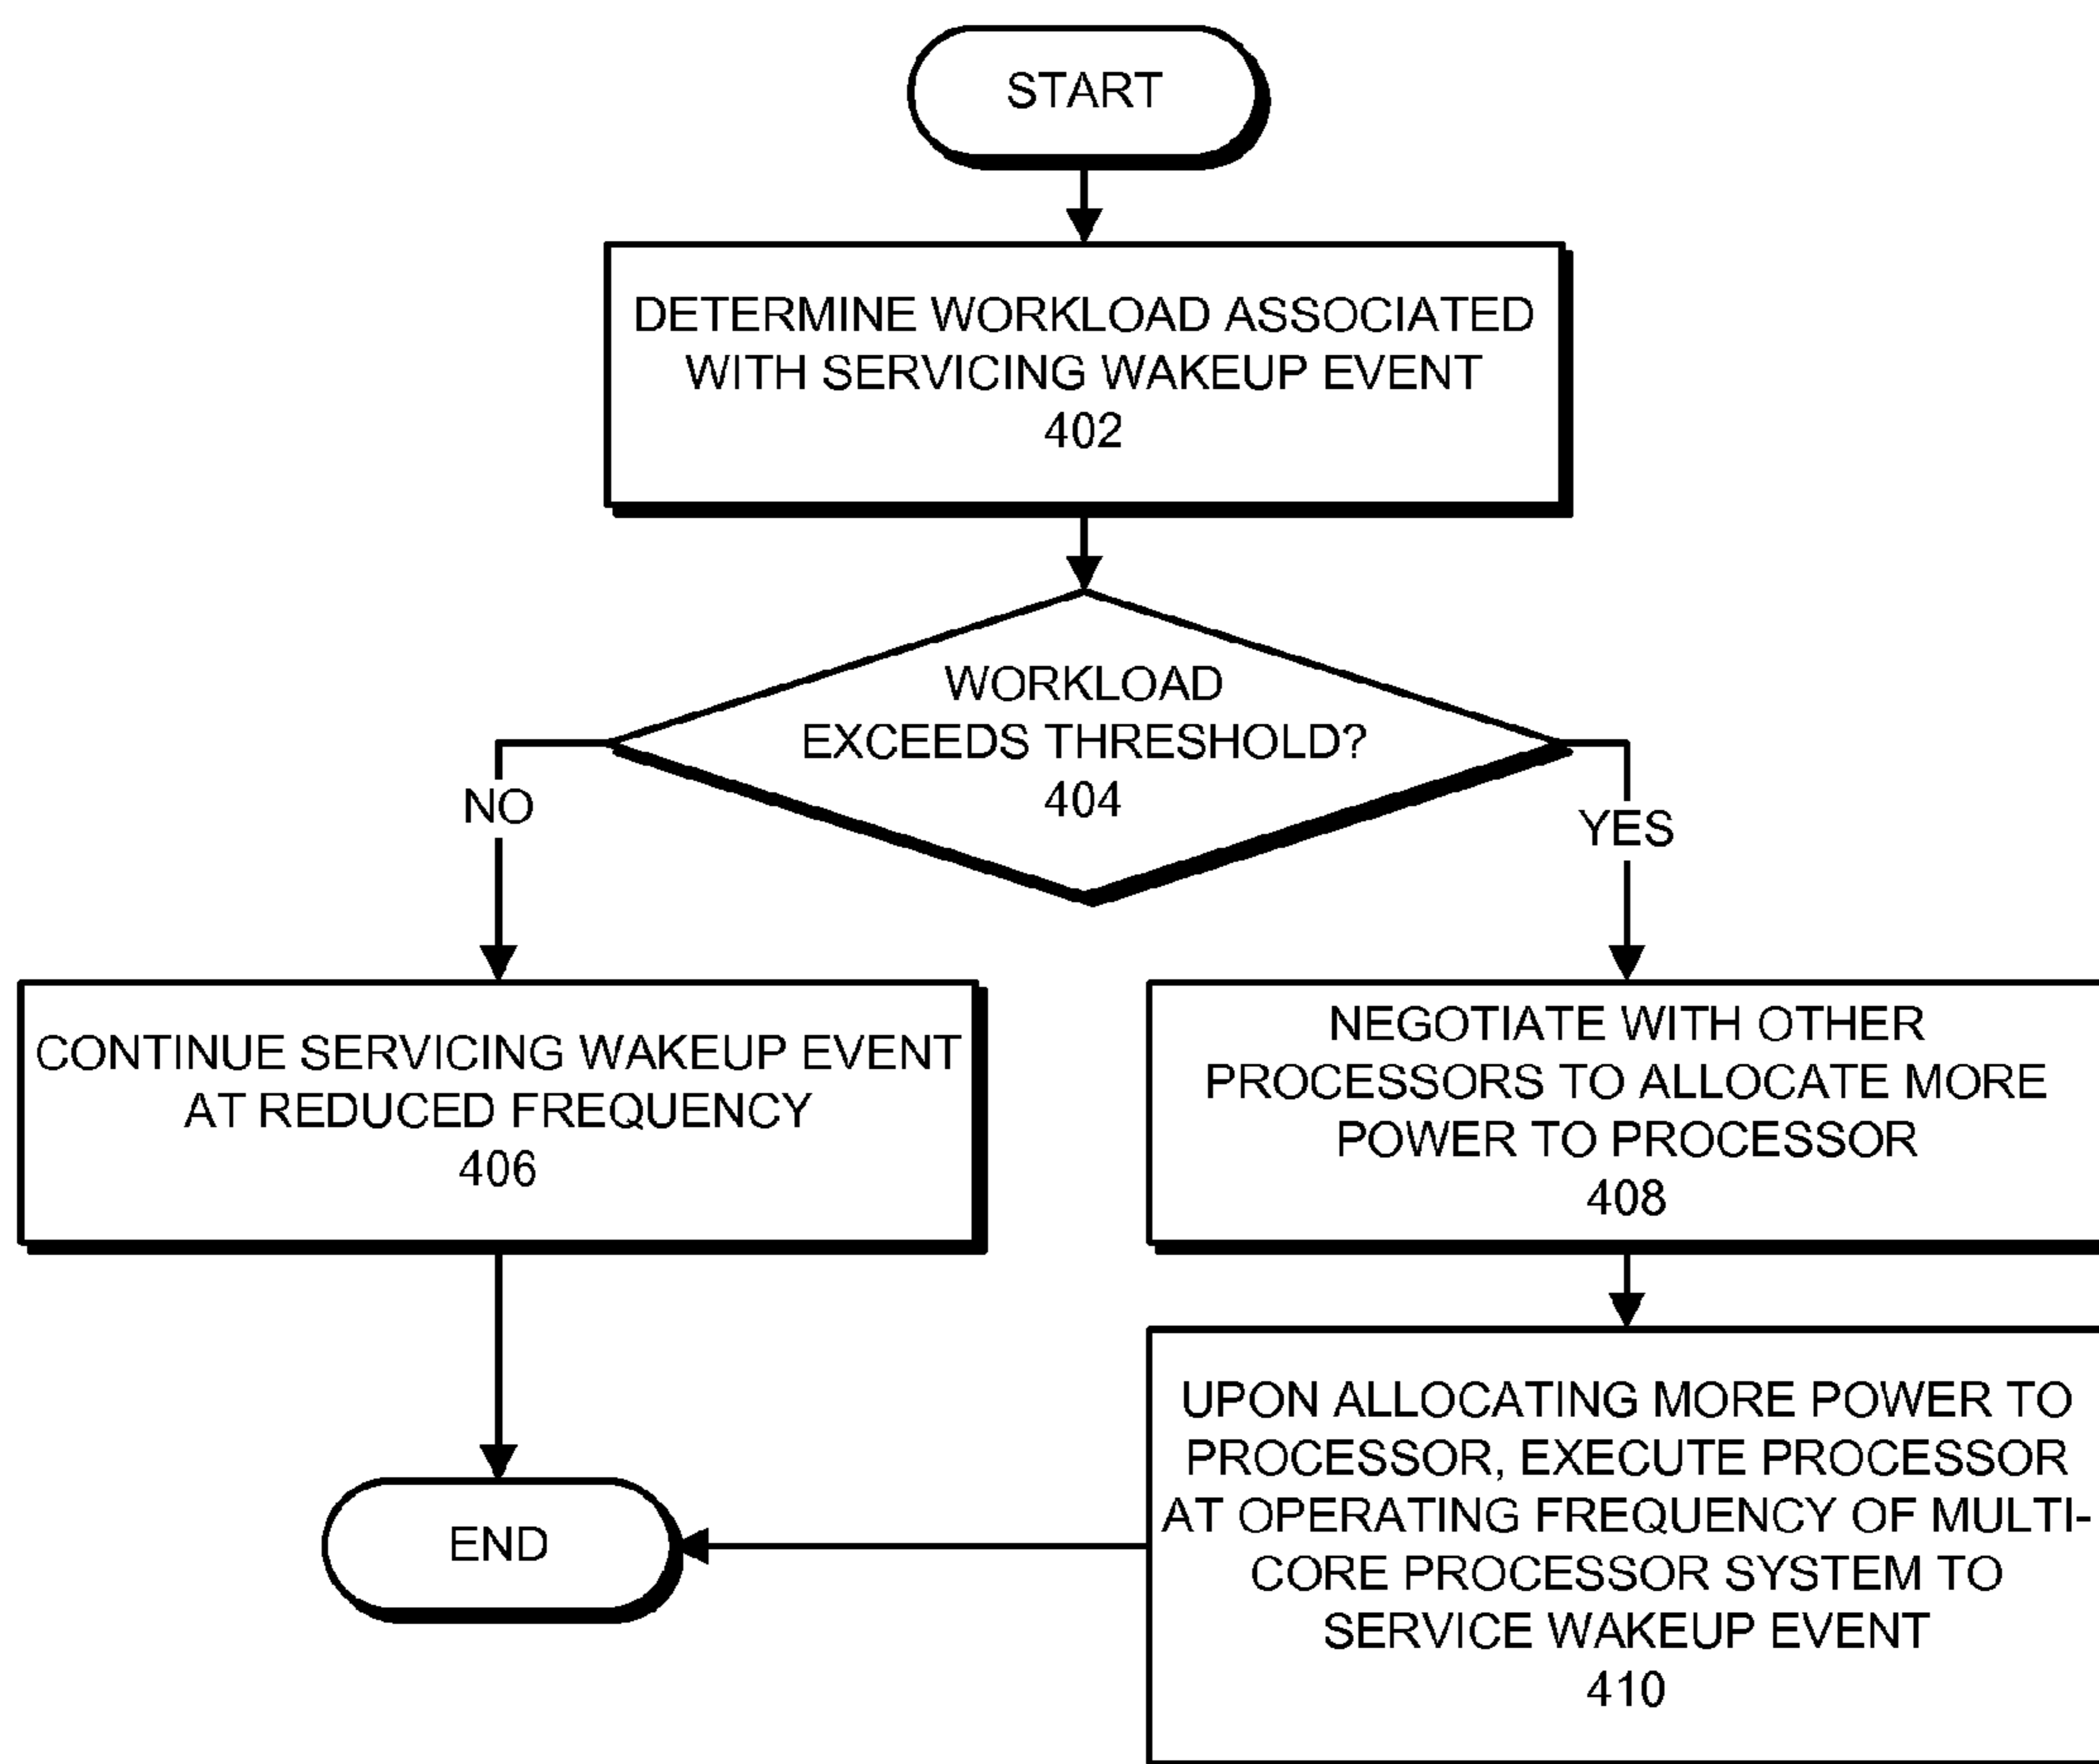 START
DETERMINE WORKLOAD ASSOCIATED
WITH SERVICING WAKEUP EVENT
402
WORKLOAD
EXCEEDS THRESHOLD?
404
NO
YES
CONTINUE SERVICING WAKEUP EVENT
AT REDUCED FREQUENCY
406
NEGOTIATE WITH OTHER
PROCESSORS TO ALLOCATE MORE
POWER TO PROCESSOR
408
UPON ALLOCATING MORE POWER TO
PROCESSOR, EXECUTE PROCESSOR
AT OPERATING FREQUENCY OF MULTI-
CORE PROCESSOR SYSTEM TO
SERVICE WAKEUP EVENT
410
END